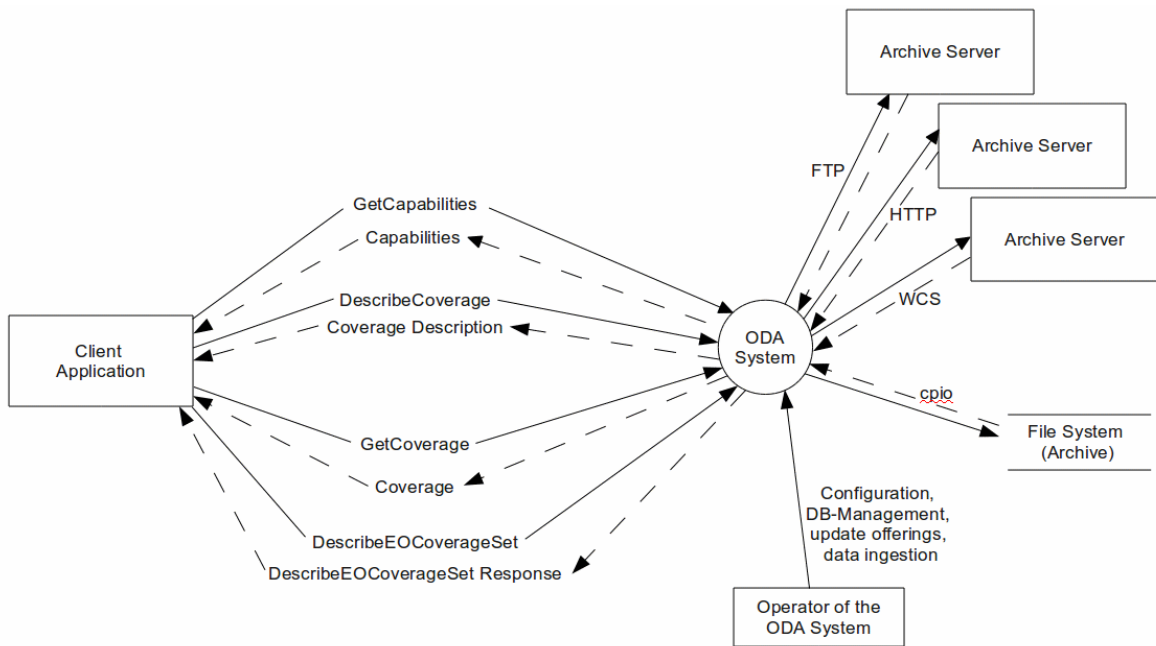 Archive Server
Archive Server
FTP
GetCapabilities
HTTP
Capabilities
Archive Server
DescribeCoverage
WCS
Coverage Description
Client
Application
ODA
System
cpio
File System
(Archive)
GetCoverage
Coverage
Configuration,
DB-Management,
update offerings,
data ingestion
DescribeEOCoverageSet
DescribeEOCoverageSet Response
Operator of the
ODA System